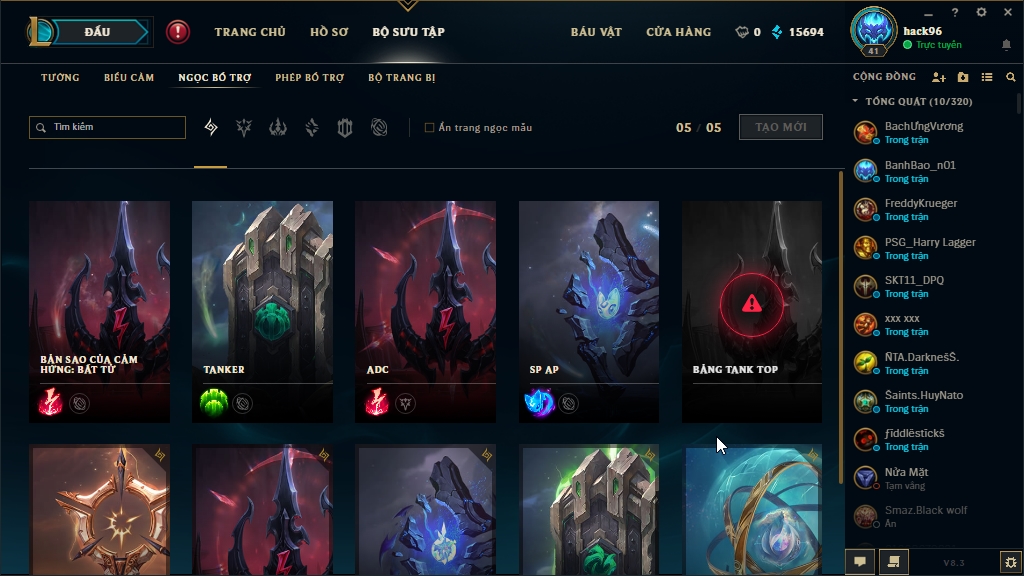 ĐẤU
TRANG CHỦ
HỒ SƠ
BỘ SƯU TẬP
BÁU VẬT
CỬA HÀNG
0
15694
?
hack96
Trực tuyến
41
TƯỚNG
BIỂU CẢM
NGỌC BỔ TRỢ
PHÉP BỔ TRỢ
BỘ TRANG BỊ
CỘNG ĐỒNG
TỔNG QUÁT (10/320)
Tìm kiếm
Ẩn trang ngọc mẫu
05 / 05
TẠO MỚI
BachƯngVương
Trong trận
BanhBao_n01
Trong trận
FreddyKrueger
Trong trận
PSG_Harry Lagger
Trong trận
SKT11_DPQ
Trong trận
xxx xxx
Trong trận
ÑTA.DarknešŠ.
Trong trận
Šaints.HuyNato
Trong trận
ƒïddlëstïckš
Trong trận
Nửa Mặt
Tạm vắng
Smaz.Black wolf
Ẩn
BẢN SAO CỦA CẢM
HỨNG: BẤT TỬ
TANKER
ADC
SP AP
BẢNG TANK TOP
V8.3